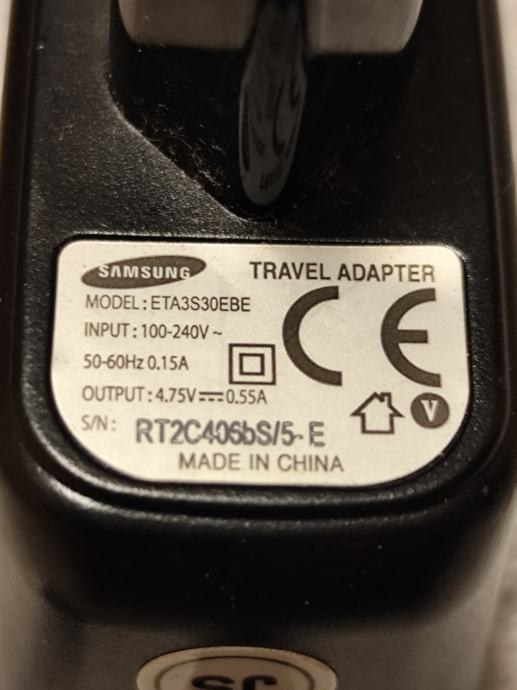 SAMSUNG
TRAVEL ADAPTER
MODEL : ETA3S30EBE
INPUT : 100-240V ~
50-60Hz 0.15A
OUTPUT : 4.75V⎓0.55A
CE
V
S/N : RT2C406bS/5-E
MADE IN CHINA